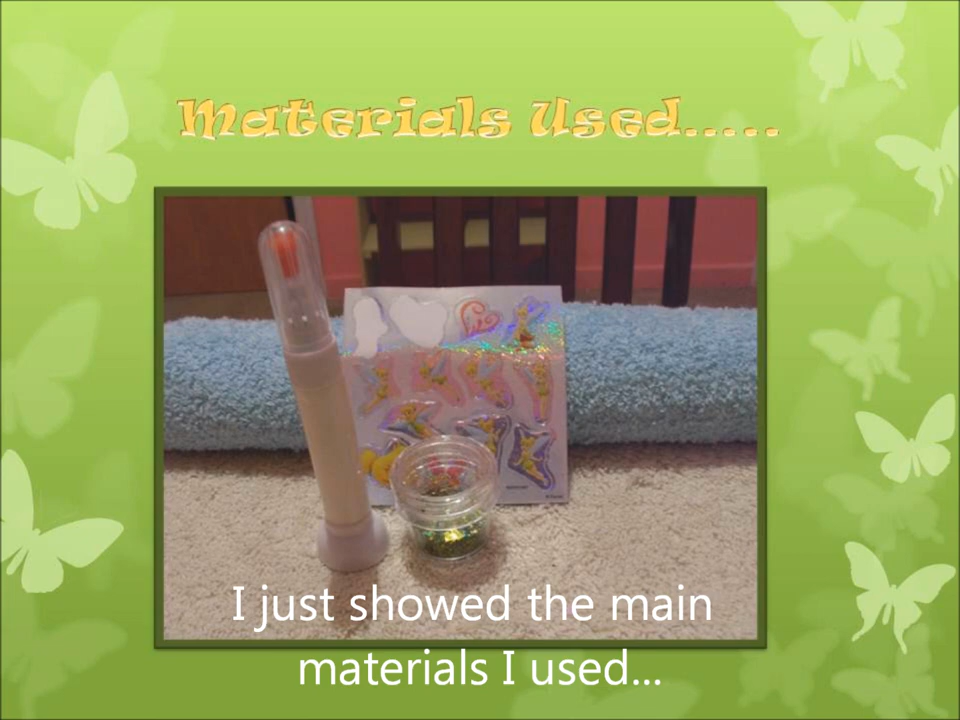 Materials Used.....
I just showed the main
materials I used...